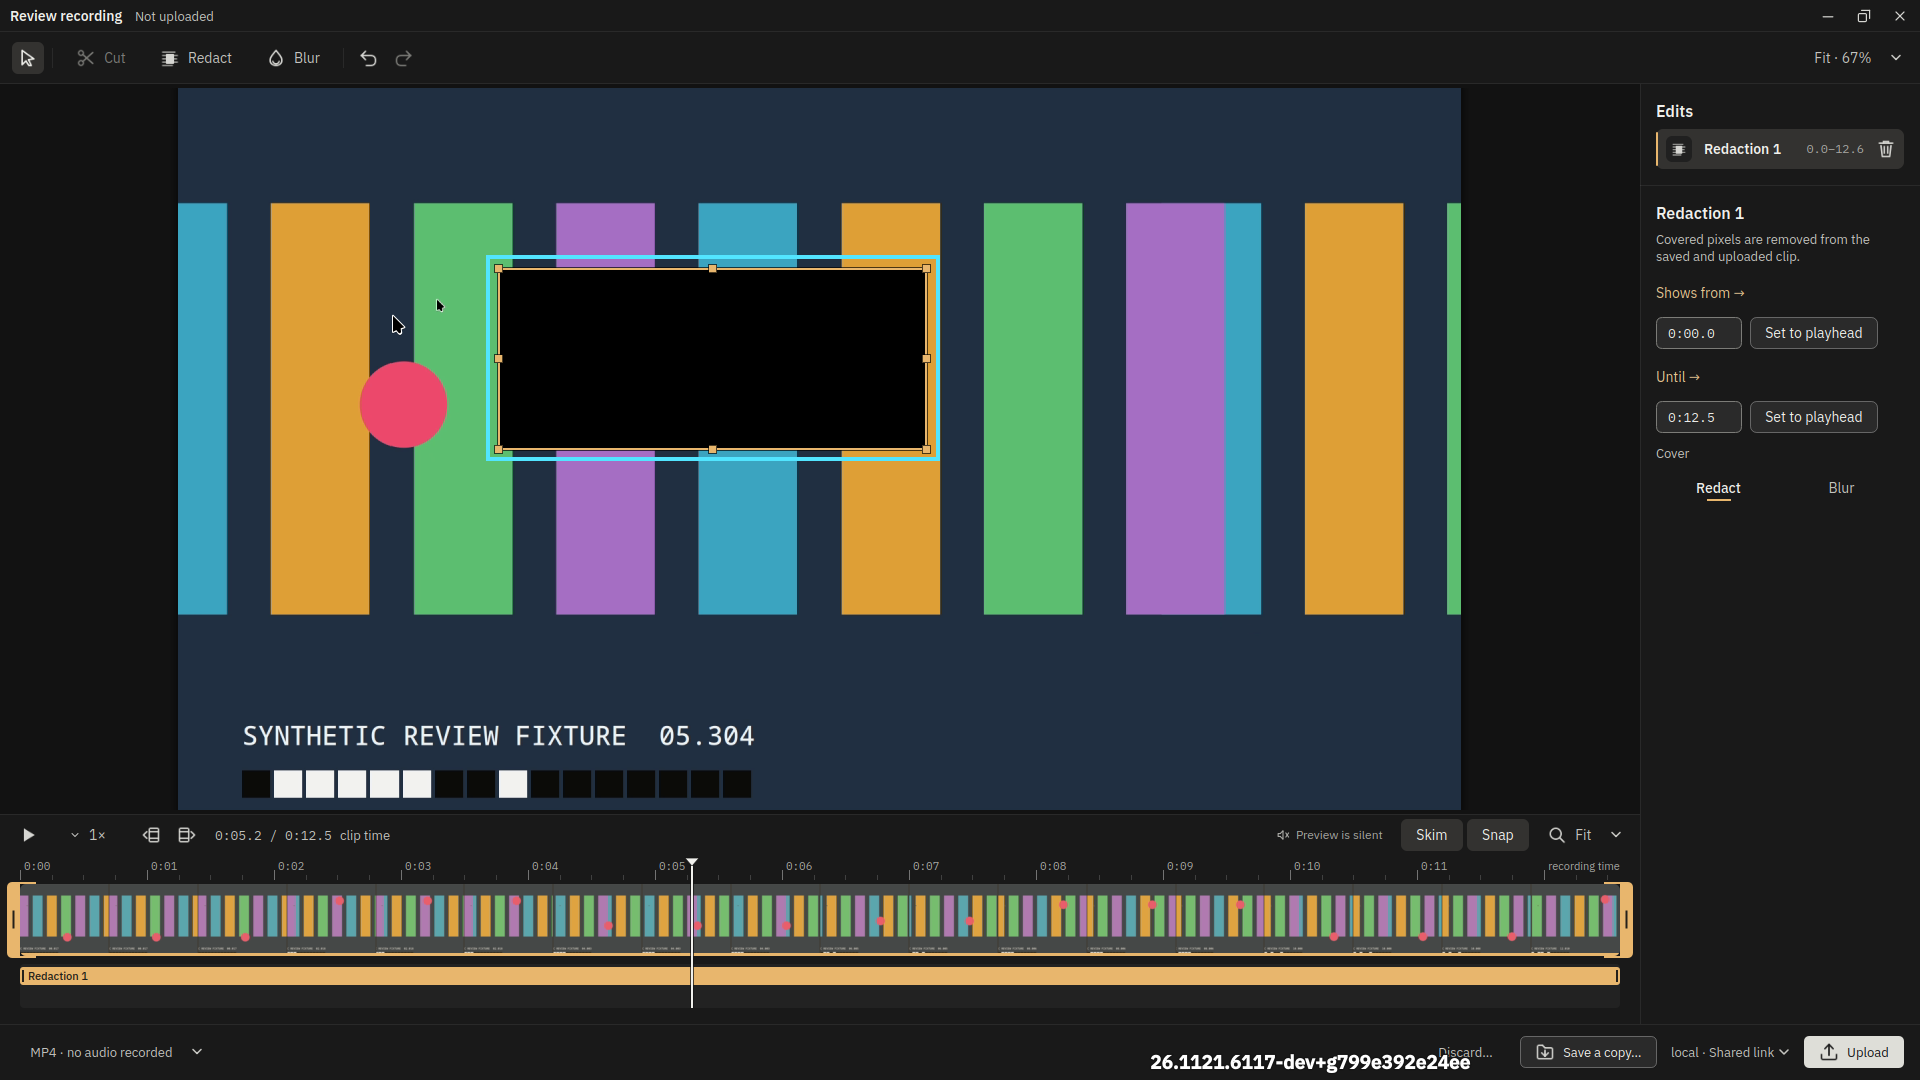 Review recording Not uploaded
Cut Redact Blur Fit · 67%
Edits
Redaction 1 0.0–12.6
Redaction 1
Covered pixels are removed from the
saved and uploaded clip.
Shows from →
0:00.0 Set to playhead
Until →
0:12.5 Set to playhead
Cover
Redact Blur
SYNTHETIC REVIEW FIXTURE 05.304
1× 0:05.2 / 0:12.5 clip time Preview is silent Skim Snap Fit
0:00 0:01 0:02 0:03 0:04 0:05 0:06 0:07 0:08 0:09 0:10 0:11 recording time
Redaction 1
MP4 · no audio recorded Discard... Save a copy... local · Shared link Upload
26.1121.6117-dev+g799e392e24ee